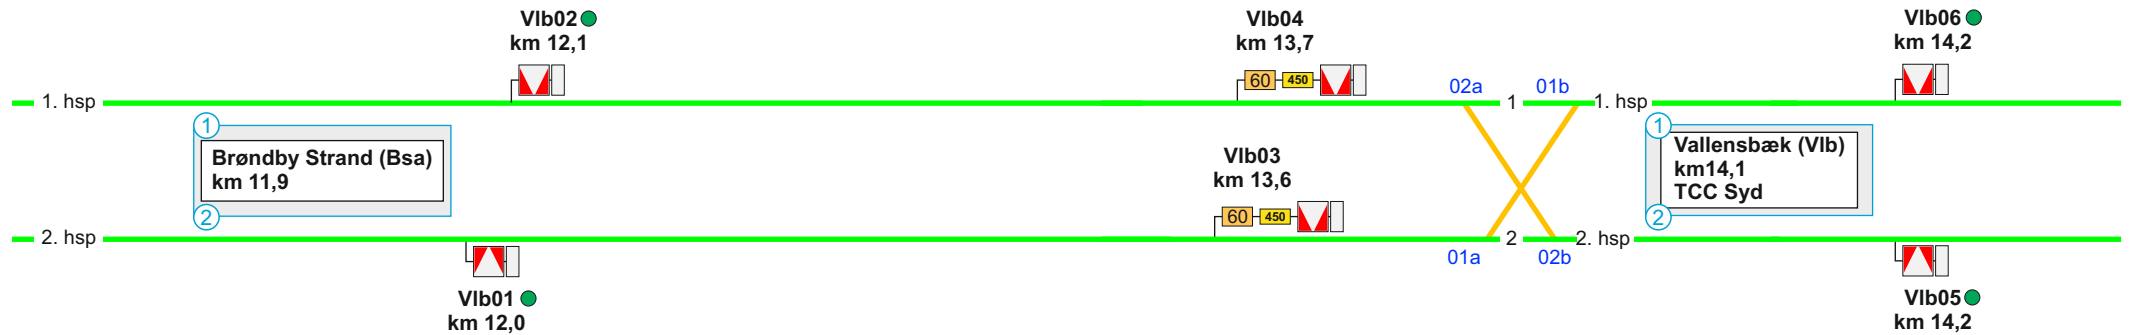 Vlb02
km 12,1
Vlb04
km 13,7
Vlb06
km 14,2
60
450
02a
01b
1. hsp
1
1. hsp
1
Brøndby Strand (Bsa)
km 11,9
2
Vlb03
km 13,6
60
450
1
Vallensbæk (Vlb)
km14,1
TCC Syd
2
2. hsp
2
2. hsp
01a
02b
Vlb01
km 12,0
Vlb05
km 14,2